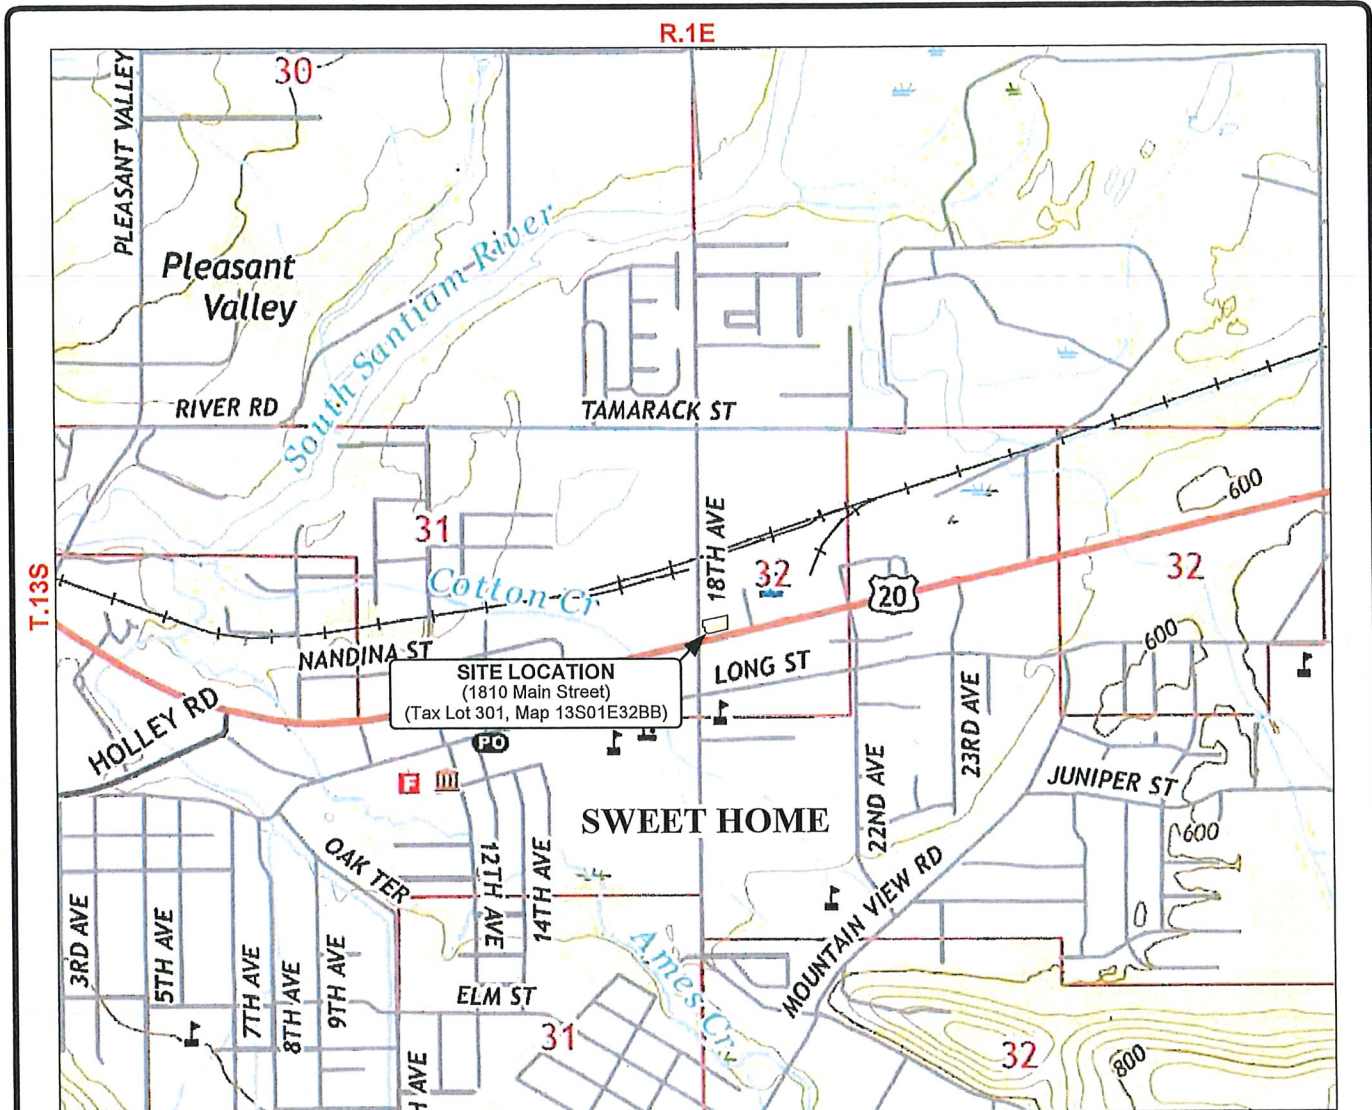 R.1E
30
PLEASANT VALLEY
Pleasant
Valley
South Santiam River
RIVER RD
TAMARACK ST
600
31
18TH AVE
T.13S
Cotton Cr
32
20
32
NANDINA ST
600
SITE LOCATION
(1810 Main Street)
(Tax Lot 301, Map 13S01E32BB)
LONG ST
HOLLEY RD
23RD AVE
PO
F
22ND AVE
JUNIPER ST
SWEET HOME
600
OAK TER
12TH AVE
14TH AVE
MOUNTAIN VIEW RD
3RD AVE
5TH AVE
7TH AVE
8TH AVE
9TH AVE
Ames Cr
ELM ST
31
32
800
H AVE